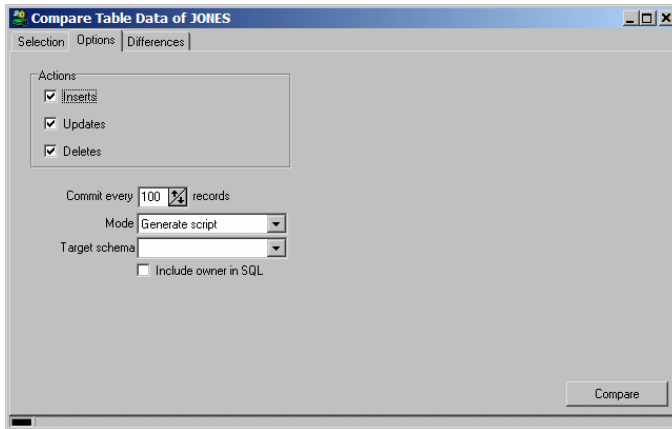 Compare Table Data of JONES
Selection Options Differences
Actions
Inserts
Updates
Deletes
Commit every 100 records
Mode Generate script
Target schema
Include owner in SQL
Compare